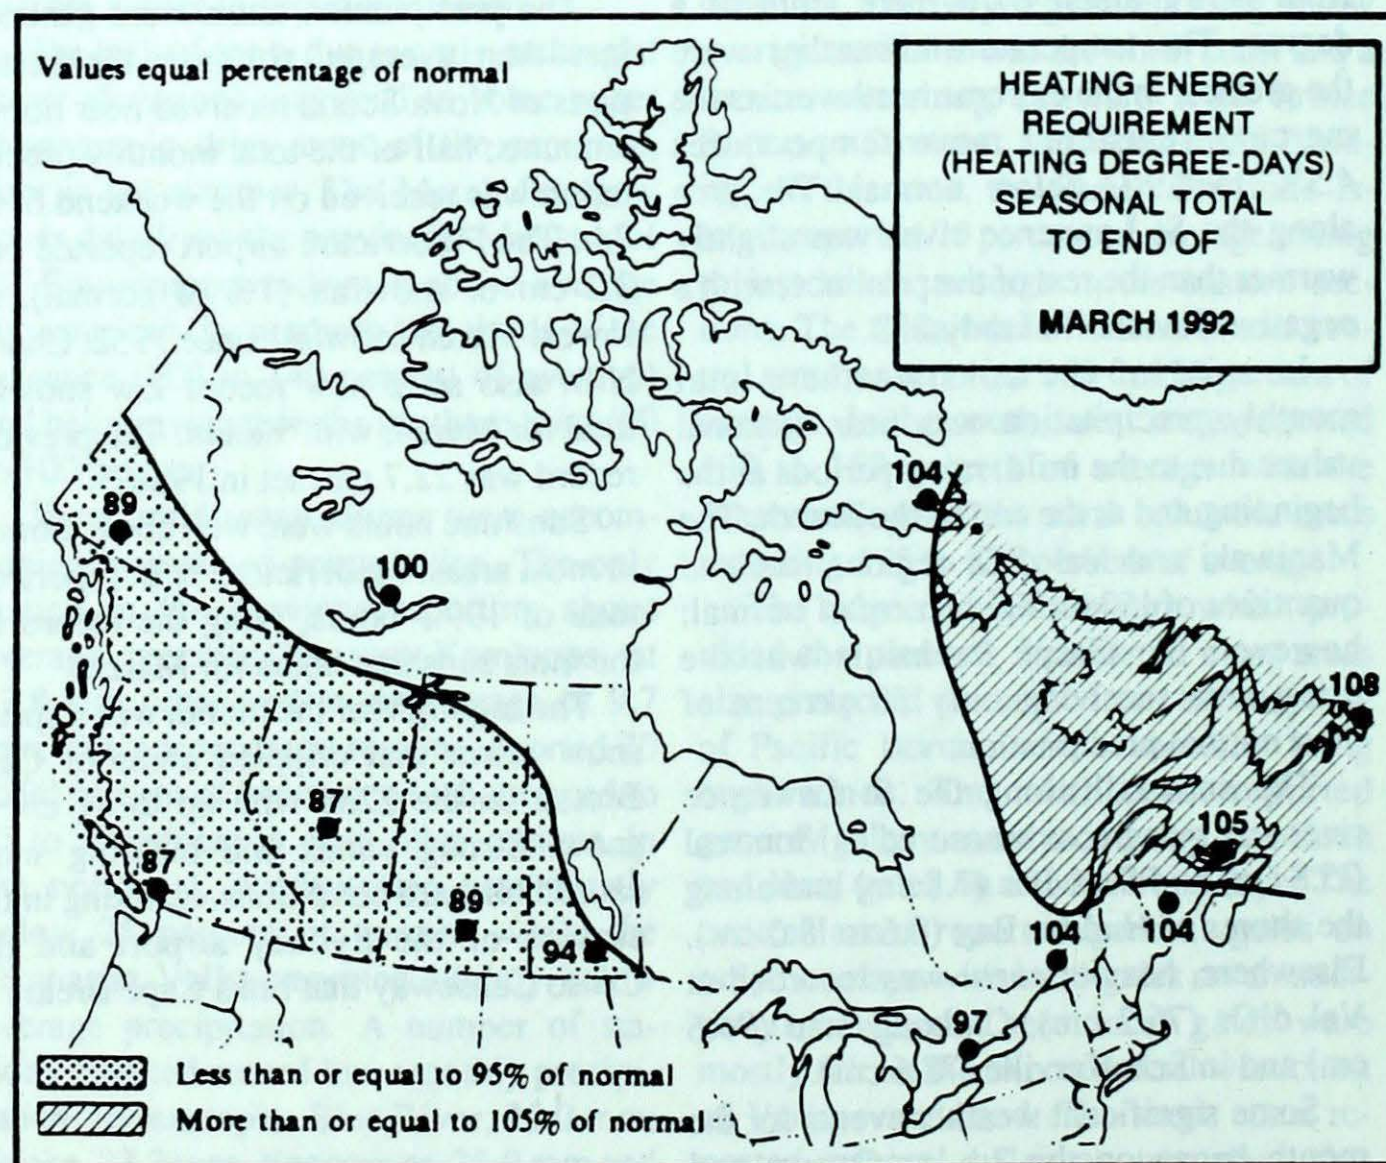 Values equal percentage of normal
HEATING ENERGY
REQUIREMENT
(HEATING DEGREE-DAYS)
SEASONAL TOTAL
TO END OF
MARCH 1992
104
89
100
108
87
105
87
89
94
104
104
97
Less than or equal to 95% of normal
More than or equal to 105% of normal